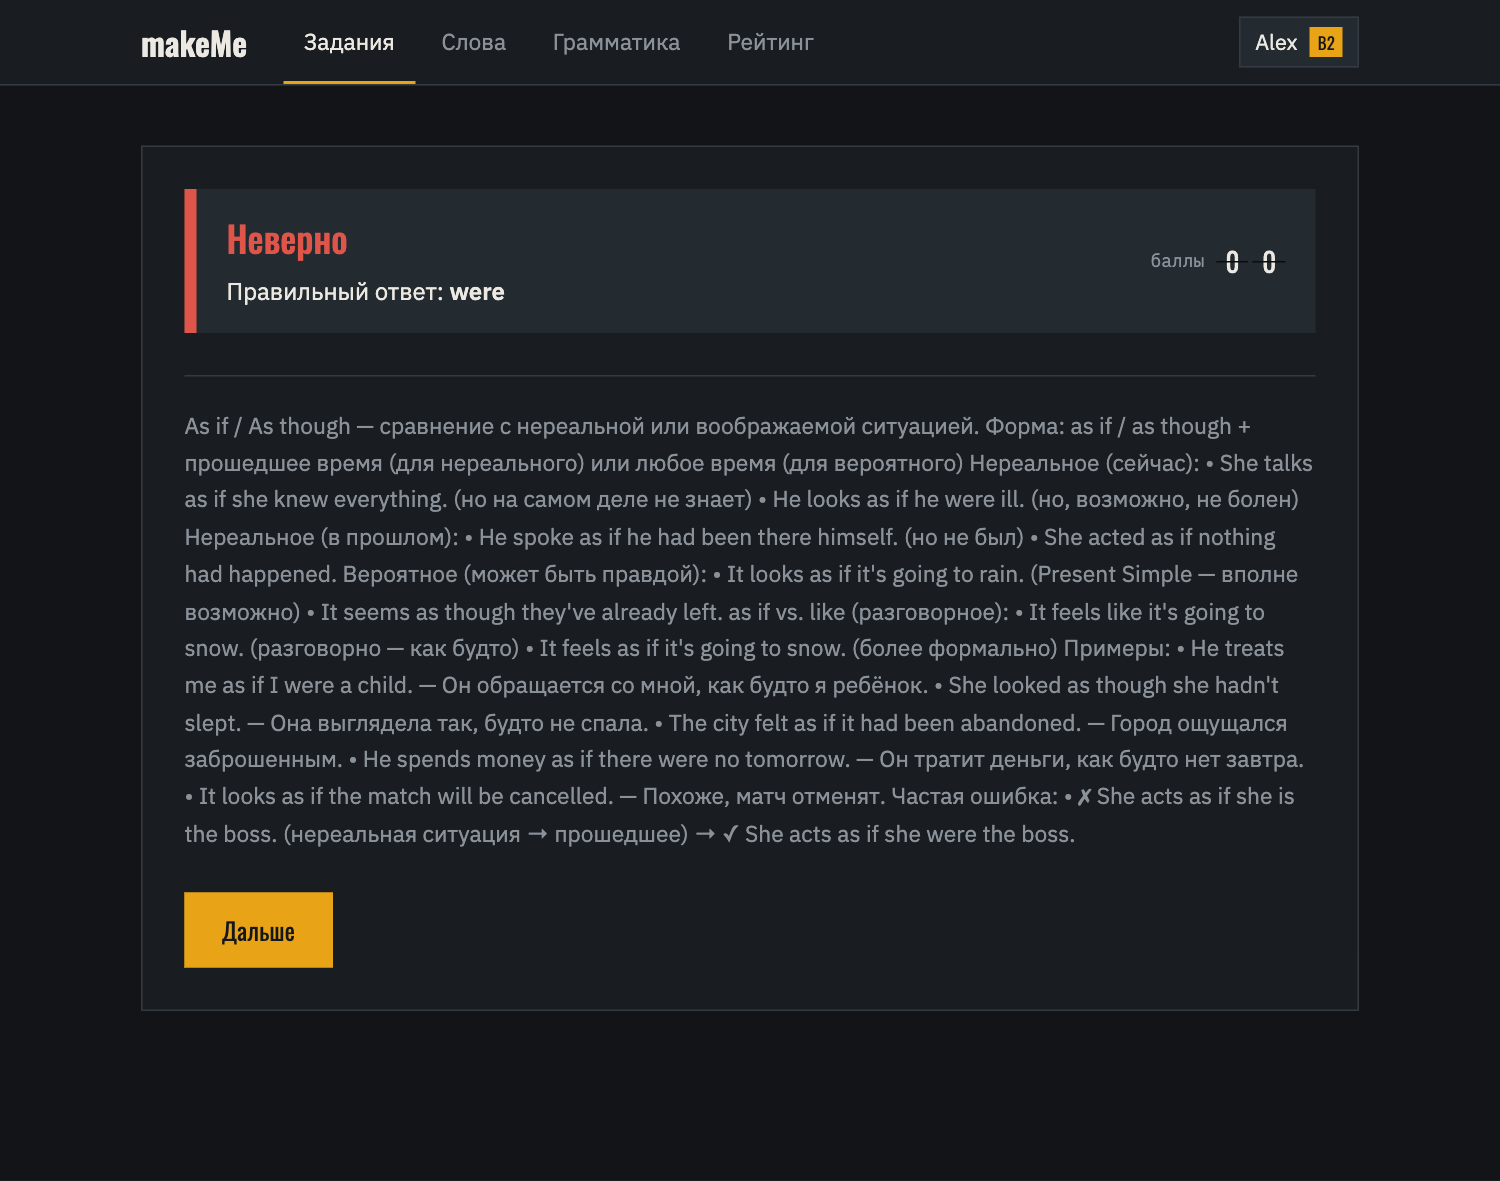 makeMe Задания Слова Грамматика Рейтинг Alex B2
Неверно
Правильный ответ: were
баллы 0 0
As if / As though — сравнение с нереальной или воображаемой ситуацией. Форма: as if / as though +
прошедшее время (для нереального) или любое время (для вероятного) Нереальное (сейчас): • She talks
as if she knew everything. (но на самом деле не знает) • He looks as if he were ill. (но, возможно, не болен)
Нереальное (в прошлом): • He spoke as if he had been there himself. (но не был) • She acted as if nothing
had happened. Вероятное (может быть правдой): • It looks as if it's going to rain. (Present Simple — вполне
возможно) • It seems as though they've already left. as if vs. like (разговорное): • It feels like it's going to
snow. (разговорно — как будто) • It feels as if it's going to snow. (более формально) Примеры: • He treats
me as if I were a child. — Он обращается со мной, как будто я ребёнок. • She looked as though she hadn't
slept. — Она выглядела так, будто не спала. • The city felt as if it had been abandoned. — Город ощущался
заброшенным. • He spends money as if there were no tomorrow. — Он тратит деньги, как будто нет завтра.
• It looks as if the match will be cancelled. — Похоже, матч отменят. Частая ошибка: • ✗ She acts as if she is
the boss. (нереальная ситуация → прошедшее) → ✓ She acts as if she were the boss.
Дальше